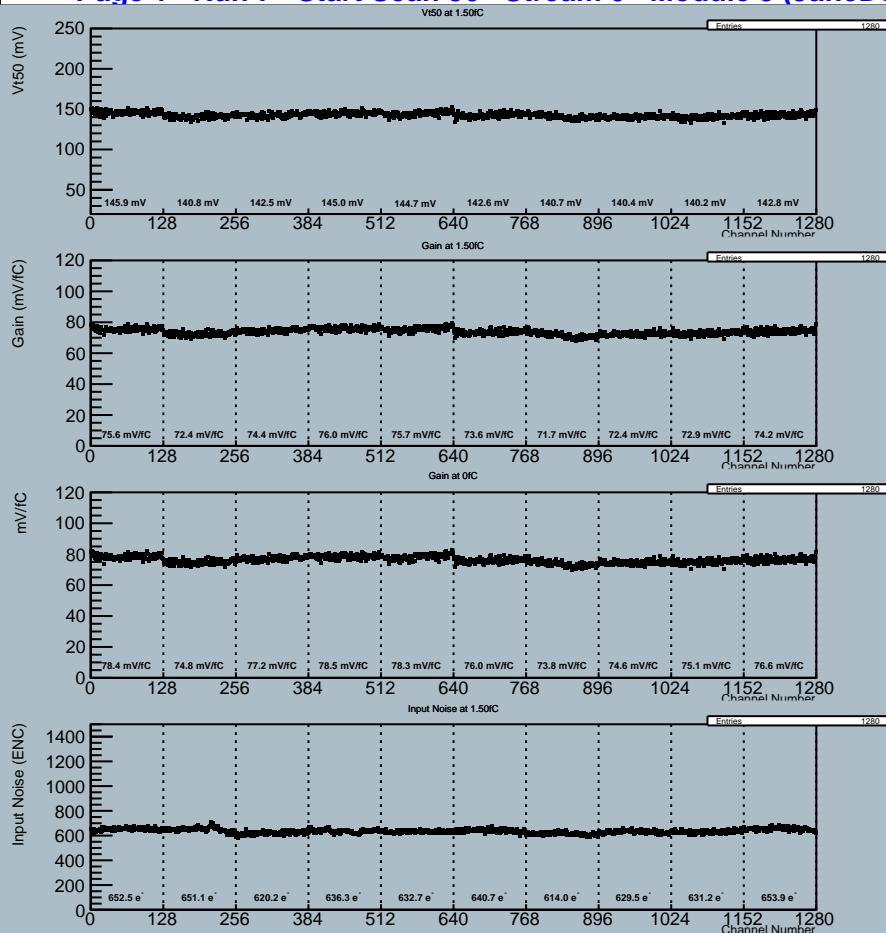 Vt50 at 1.50fC
Entries 1280
Vt50 (mV)
250
200
150
100
50
145.9 mV 140.8 mV 142.5 mV 145.0 mV 144.7 mV 142.6 mV 140.7 mV 140.4 mV 140.2 mV 142.8 mV
0 128 256 384 512 640 768 896 1024 1152 1280
Channel Number
Gain at 1.50fC
Entries 1280
Gain (mV/fC)
120
100
80
60
40
20
0
75.6 mV/fC 72.4 mV/fC 74.4 mV/fC 76.0 mV/fC 75.7 mV/fC 73.6 mV/fC 71.7 mV/fC 72.4 mV/fC 72.9 mV/fC 74.2 mV/fC
0 128 256 384 512 640 768 896 1024 1152 1280
Channel Number
Gain at 0fC
Entries 1280
mV/fC
120
100
80
60
40
20
0
78.4 mV/fC 74.8 mV/fC 77.2 mV/fC 78.5 mV/fC 78.3 mV/fC 76.0 mV/fC 73.8 mV/fC 74.6 mV/fC 75.1 mV/fC 76.6 mV/fC
0 128 256 384 512 640 768 896 1024 1152 1280
Channel Number
Input Noise at 1.50fC
Entries 1280
Input Noise (ENC)
1400
1200
1000
800
600
400
200
0
652.5 e⁻ 651.1 e⁻ 620.2 e⁻ 636.3 e⁻ 632.7 e⁻ 640.7 e⁻ 614.0 e⁻ 629.5 e⁻ 631.2 e⁻ 653.9 e⁻
0 128 256 384 512 640 768 896 1024 1152 1280
Channel Number